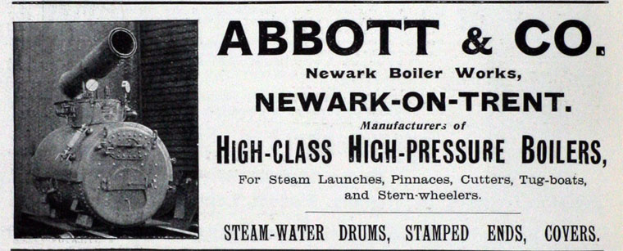 ABBOTT & CO.
Newark Boiler Works,
NEWARK-ON-TRENT.
Manufacturers of
HIGH-CLASS HIGH-PRESSURE BOILERS,
For Steam Launches, Pinnaces, Cutters, Tug-boats,
and Stern-wheelers.
STEAM-WATER DRUMS, STAMPED ENDS, COVERS.